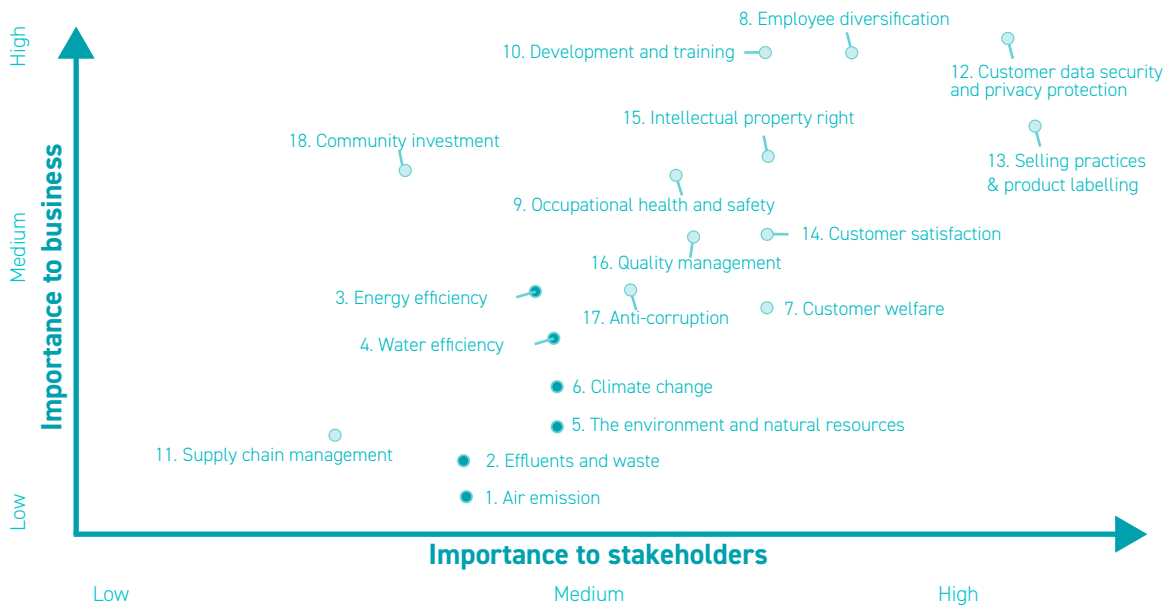 High
8. Employee diversification
10. Development and training
12. Customer data security
and privacy protection
15. Intellectual property right
18. Community investment
13. Selling practices
& product labelling
9. Occupational health and safety
Medium
Importance to business
14. Customer satisfaction
16. Quality management
3. Energy efficiency
17. Anti-corruption
7. Customer welfare
4. Water efficiency
6. Climate change
5. The environment and natural resources
11. Supply chain management
2. Effluents and waste
1. Air emission
Low
Importance to stakeholders
Low
Medium
High